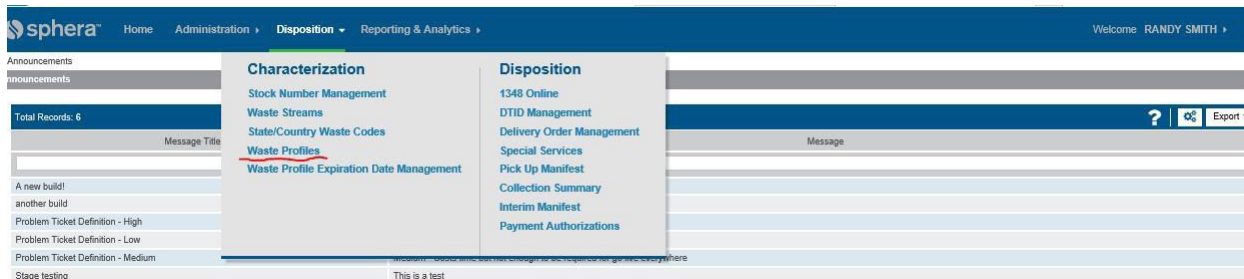 sphera™ Home Administration Disposition Reporting & Analytics Welcome RANDY SMITH
Announcements
nnouncements
Characterization
Stock Number Management
Waste Streams
State/Country Waste Codes
Waste Profiles
Waste Profile Expiration Date Management
Disposition
1348 Online
DTID Management
Delivery Order Management
Special Services
Pick Up Manifest
Collection Summary
Interim Manifest
Payment Authorizations
Total Records: 6 ? Export
Message Title Message
A new build!
another build
Problem Ticket Definition - High
Problem Ticket Definition - Low
Problem Ticket Definition - Medium
Stage testing This is a test